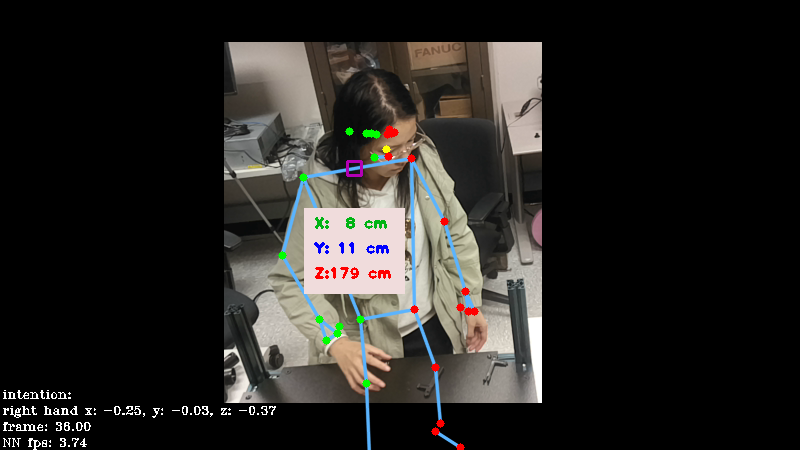 FANUC
X: 8 cm
Y: 11 cm
Z:179 cm
intention:
right hand x: -0.25, y: -0.03, z: -0.37
frame: 36.00
NN fps: 3.74